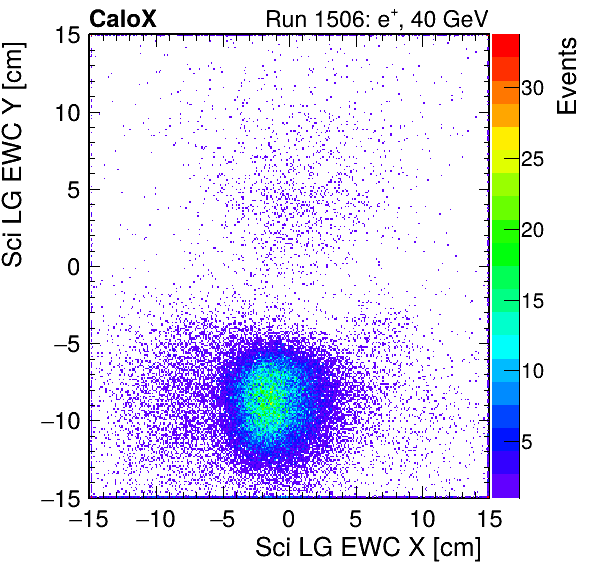 CaloX
Run 1506: e+, 40 GeV
Sci LG EWC Y [cm]
15
10
5
0
−5
−10
−15
−15 −10 −5 0 5 10 15
Sci LG EWC X [cm]
Events
30
25
20
15
10
5